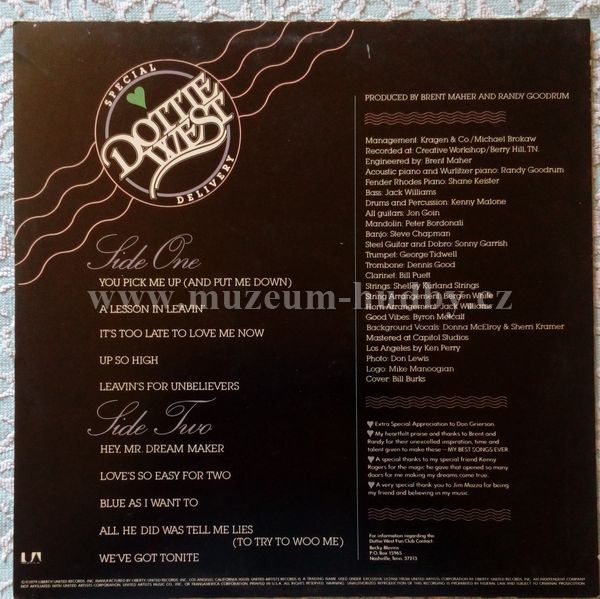 SPECIAL
DOTTIE
WEST
DELIVERY
Side One
YOU PICK ME UP (AND PUT ME DOWN)
A LESSON IN LEAVIN'
IT'S TOO LATE TO LOVE ME NOW
UP SO HIGH
LEAVIN'S FOR UNBELIEVERS
Side Two
HEY, MR. DREAM MAKER
LOVE'S SO EASY FOR TWO
BLUE AS I WANT TO
ALL HE DID WAS TELL ME LIES
(TO TRY TO WOO ME)
WE'VE GOT TONITE
PRODUCED BY BRENT MAHER AND RANDY GOODRUM
Management: Kragen & Co./Michael Brokaw
Recorded at: Creative Workshop/Berry Hill, TN.
Engineered by: Brent Maher
Acoustic piano and Wurlitzer piano: Randy Goodrum
Fender Rhodes Piano: Shane Keister
Bass: Jack Williams
Drums and Percussion: Kenny Malone
All guitars: Jon Goin
Mandolin: Peter Bordonali
Banjo: Steve Chapman
Steel Guitar and Dobro: Sonny Garrish
Trumpet: George Tidwell
Trombone: Dennis Good
Clarinet: Bill Puett
Strings: Shelly Kurland Strings
String Arrangements: Bergen White
Horn Arrangement: Jack Williams
Good Vibes: Byron Metcalf
Background Vocals: Donna McElroy & Sherri Kramer
Mastered at Capitol Studios
Los Angeles by Ken Perry
Photo: Don Lewis
Logo: Mike Manoogian
Cover: Bill Burks
Extra Special Appreciation to Don Grierson.
My heartfelt praise and thanks to Brent and
Randy for their unexcelled inspiration, time and
talent given to make these — MY BEST SONGS EVER
A special thanks to my special friend Kenny
Rogers for the magic he gave that opened so many
doors for me making my dream come true.
A very special thank you to Jim Mazza for being
my friend and believing in my music.
For information regarding the
Dottie West Fan Club Contact:
Becky Blevins
P.O. Box 15965
Nashville, Tenn. 37215
UA
www.muzeum-hudby.cz